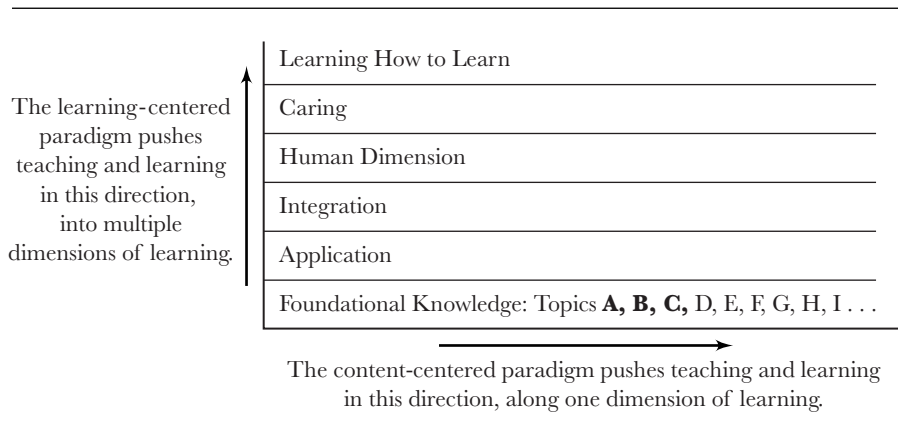 Learning How to Learn
Caring
The learning-centered
paradigm pushes
teaching and learning
in this direction,
into multiple
dimensions of learning.
Human Dimension
Integration
Application
Foundational Knowledge: Topics A, B, C, D, E, F, G, H, I . . .
The content-centered paradigm pushes teaching and learning
in this direction, along one dimension of learning.